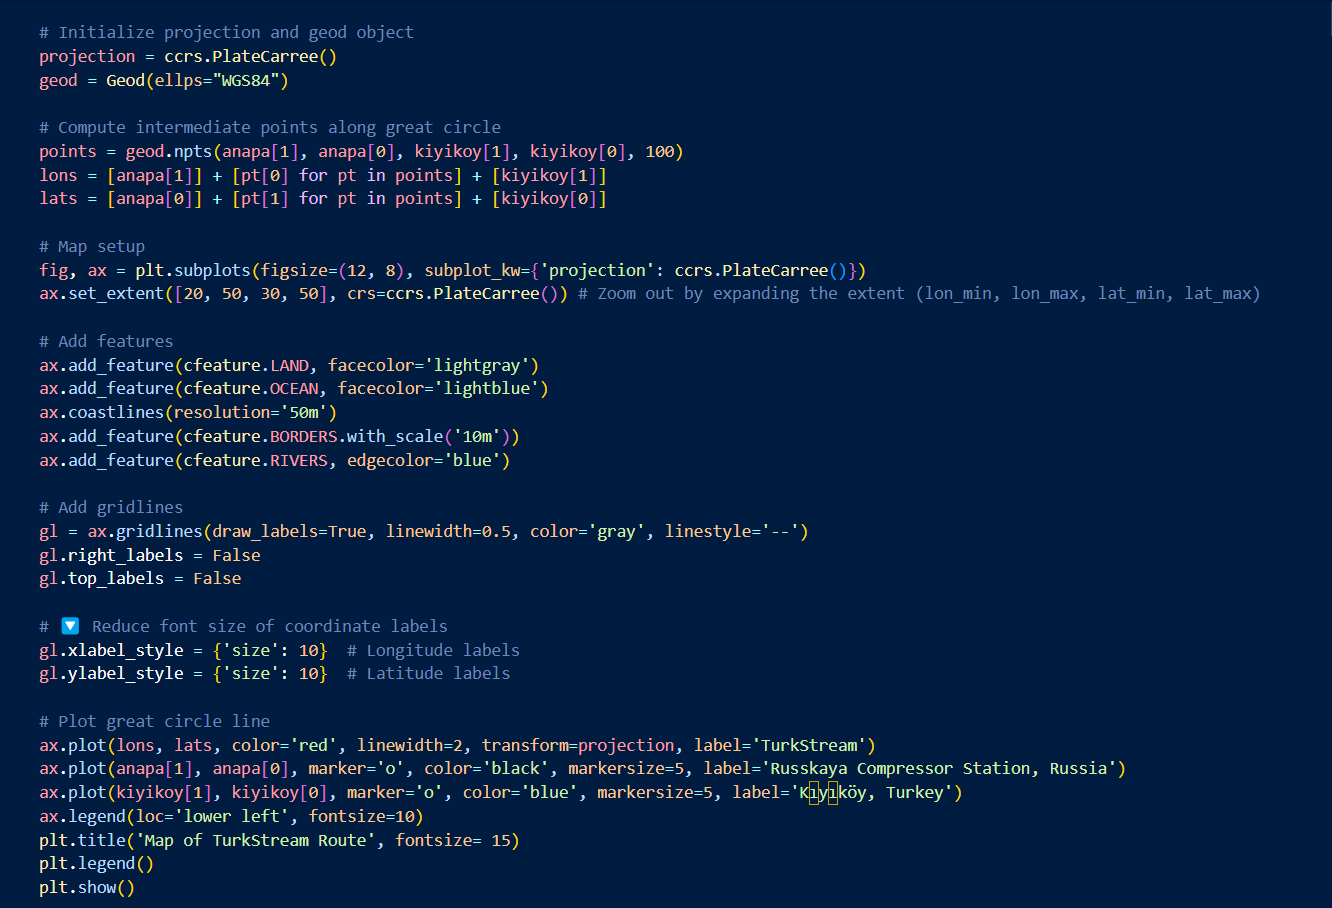 # Initialize projection and geod object
projection = ccrs.PlateCarree()
geod = Geod(ellps="WGS84")
# Compute intermediate points along great circle
points = geod.npts(anapa[1], anapa[0], kiyikoy[1], kiyikoy[0], 100)
lons = [anapa[1]] + [pt[0] for pt in points] + [kiyikoy[1]]
lats = [anapa[0]] + [pt[1] for pt in points] + [kiyikoy[0]]
# Map setup
fig, ax = plt.subplots(figsize=(12, 8), subplot_kw={'projection': ccrs.PlateCarree()})
ax.set_extent([20, 50, 30, 50], crs=ccrs.PlateCarree()) # Zoom out by expanding the extent (lon_min, lon_max, lat_min, lat_max)
# Add features
ax.add_feature(cfeature.LAND, facecolor='lightgray')
ax.add_feature(cfeature.OCEAN, facecolor='lightblue')
ax.coastlines(resolution='50m')
ax.add_feature(cfeature.BORDERS.with_scale('10m'))
ax.add_feature(cfeature.RIVERS, edgecolor='blue')
# Add gridlines
gl = ax.gridlines(draw_labels=True, linewidth=0.5, color='gray', linestyle='--')
gl.right_labels = False
gl.top_labels = False
# 🔽 Reduce font size of coordinate labels
gl.xlabel_style = {'size': 10}  # Longitude labels
gl.ylabel_style = {'size': 10}  # Latitude labels
# Plot great circle line
ax.plot(lons, lats, color='red', linewidth=2, transform=projection, label='TurkStream')
ax.plot(anapa[1], anapa[0], marker='o', color='black', markersize=5, label='Russkaya Compressor Station, Russia')
ax.plot(kiyikoy[1], kiyikoy[0], marker='o', color='blue', markersize=5, label='Kıyıköy, Turkey')
ax.legend(loc='lower left', fontsize=10)
plt.title('Map of TurkStream Route', fontsize= 15)
plt.legend()
plt.show()